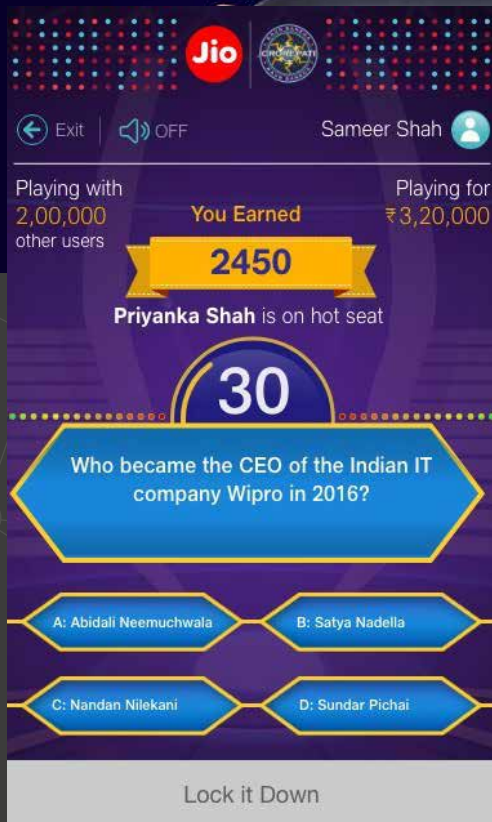 Jio
CROREPATI
Exit
OFF
Sameer Shah
Playing with
2,00,000
other users
You Earned
2450
Playing for
₹3,20,000
Priyanka Shah is on hot seat
30
Who became the CEO of the Indian IT
company Wipro in 2016?
A: Abidali Neemuchwala
B: Satya Nadella
C: Nandan Nilekani
D: Sundar Pichai
Lock it Down